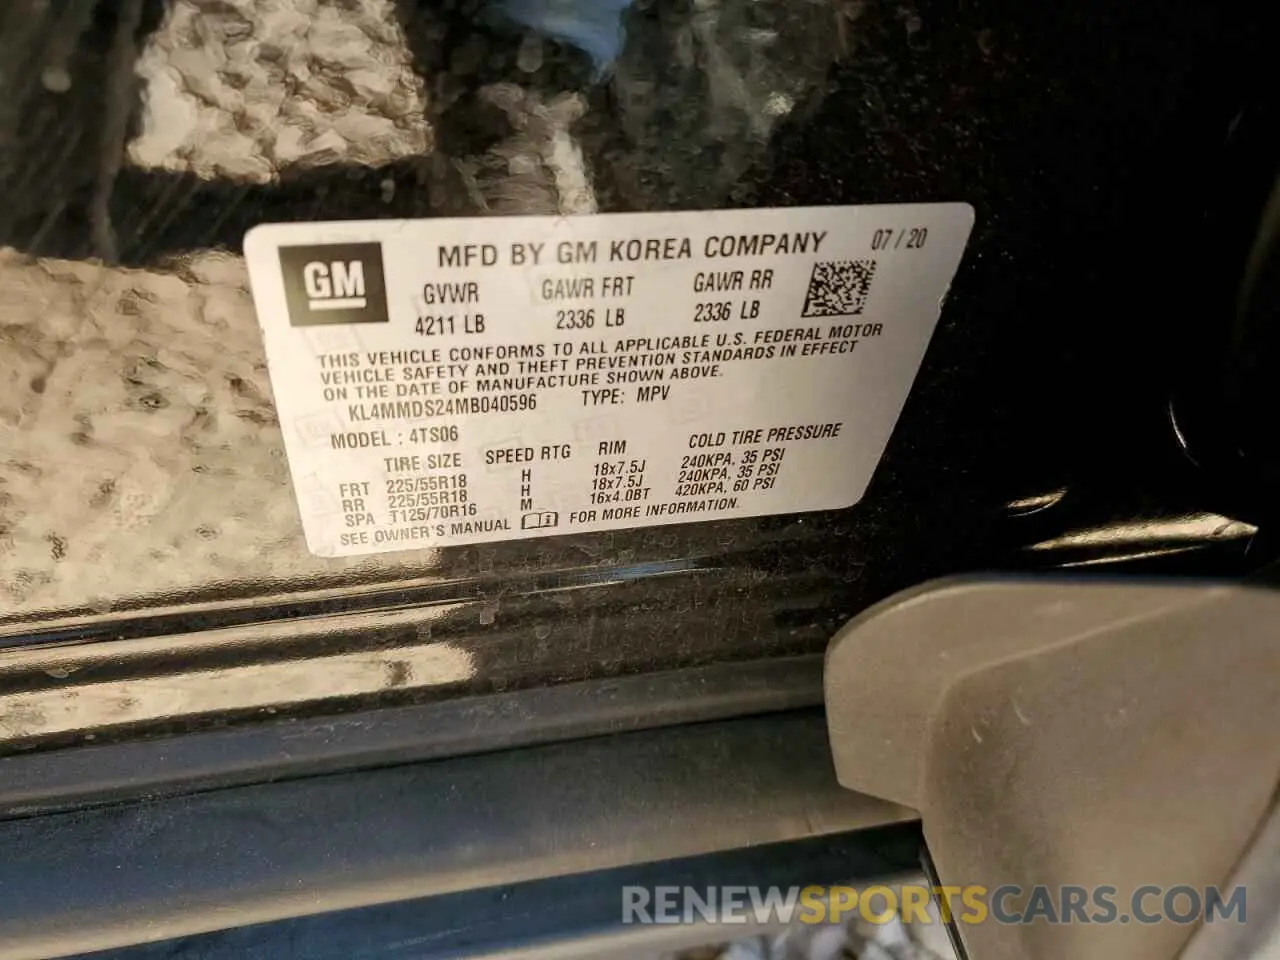 GM
MFD BY GM KOREA COMPANY 07 / 20
GVWR GAWR FRT GAWR RR
4211 LB 2336 LB 2336 LB
THIS VEHICLE CONFORMS TO ALL APPLICABLE U.S. FEDERAL MOTOR
VEHICLE SAFETY AND THEFT PREVENTION STANDARDS IN EFFECT
ON THE DATE OF MANUFACTURE SHOWN ABOVE.
KL4MMDS24MB040596 TYPE: MPV
MODEL : 4TS06
TIRE SIZE SPEED RTG RIM COLD TIRE PRESSURE
FRT 225/55R18 H 18x7.5J 240KPA, 35 PSI
RR 225/55R18 H 18x7.5J 240KPA, 35 PSI
SPA T125/70R16 M 16x4.0BT 420KPA, 60 PSI
SEE OWNER'S MANUAL FOR MORE INFORMATION.
RENEWSPORTSCARS.COM